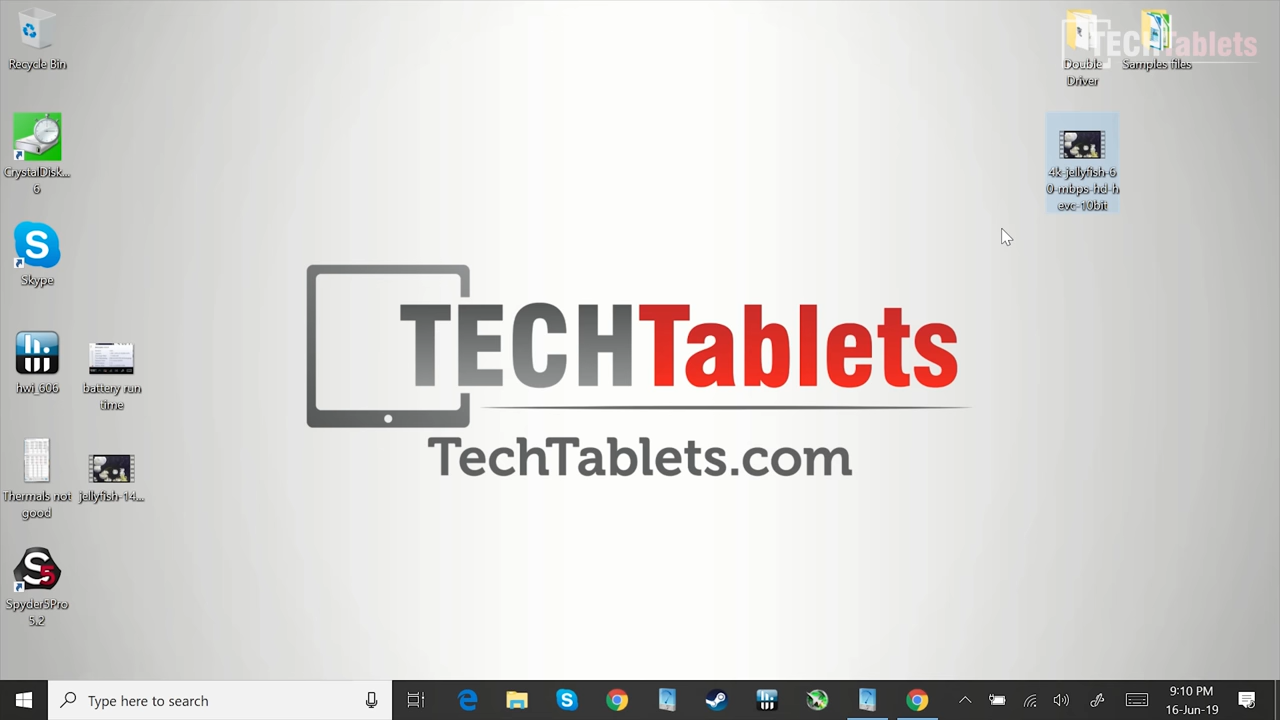 Recycle Bin
CrystalDisk...
6
Skype
hwi_606
battery run
time
Thermals not
good
jellyfish-14...
Spyder5Pro
5.2
TECHTablets
Double
Driver
Samples files
4k-jellyfish-6
0-mbps-hd-h
evc-10bit
TECHTablets
TechTablets.com
Type here to search
9:10 PM
16-Jun-19